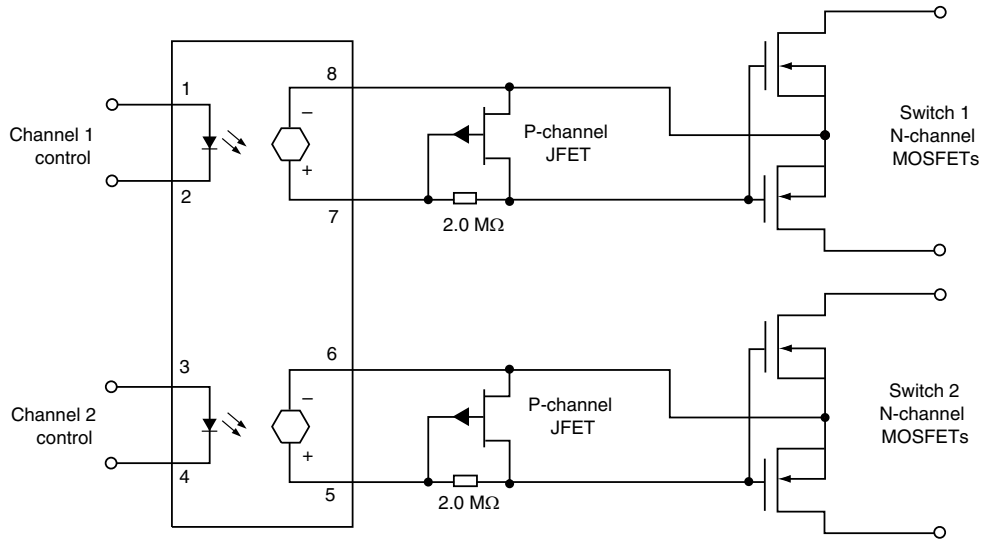 8
1
Channel 1
control
−
+
P-channel
JFET
Switch 1
N-channel
MOSFETs
2
7
2.0 MΩ
6
3
Channel 2
control
−
+
P-channel
JFET
Switch 2
N-channel
MOSFETs
4
5
2.0 MΩ